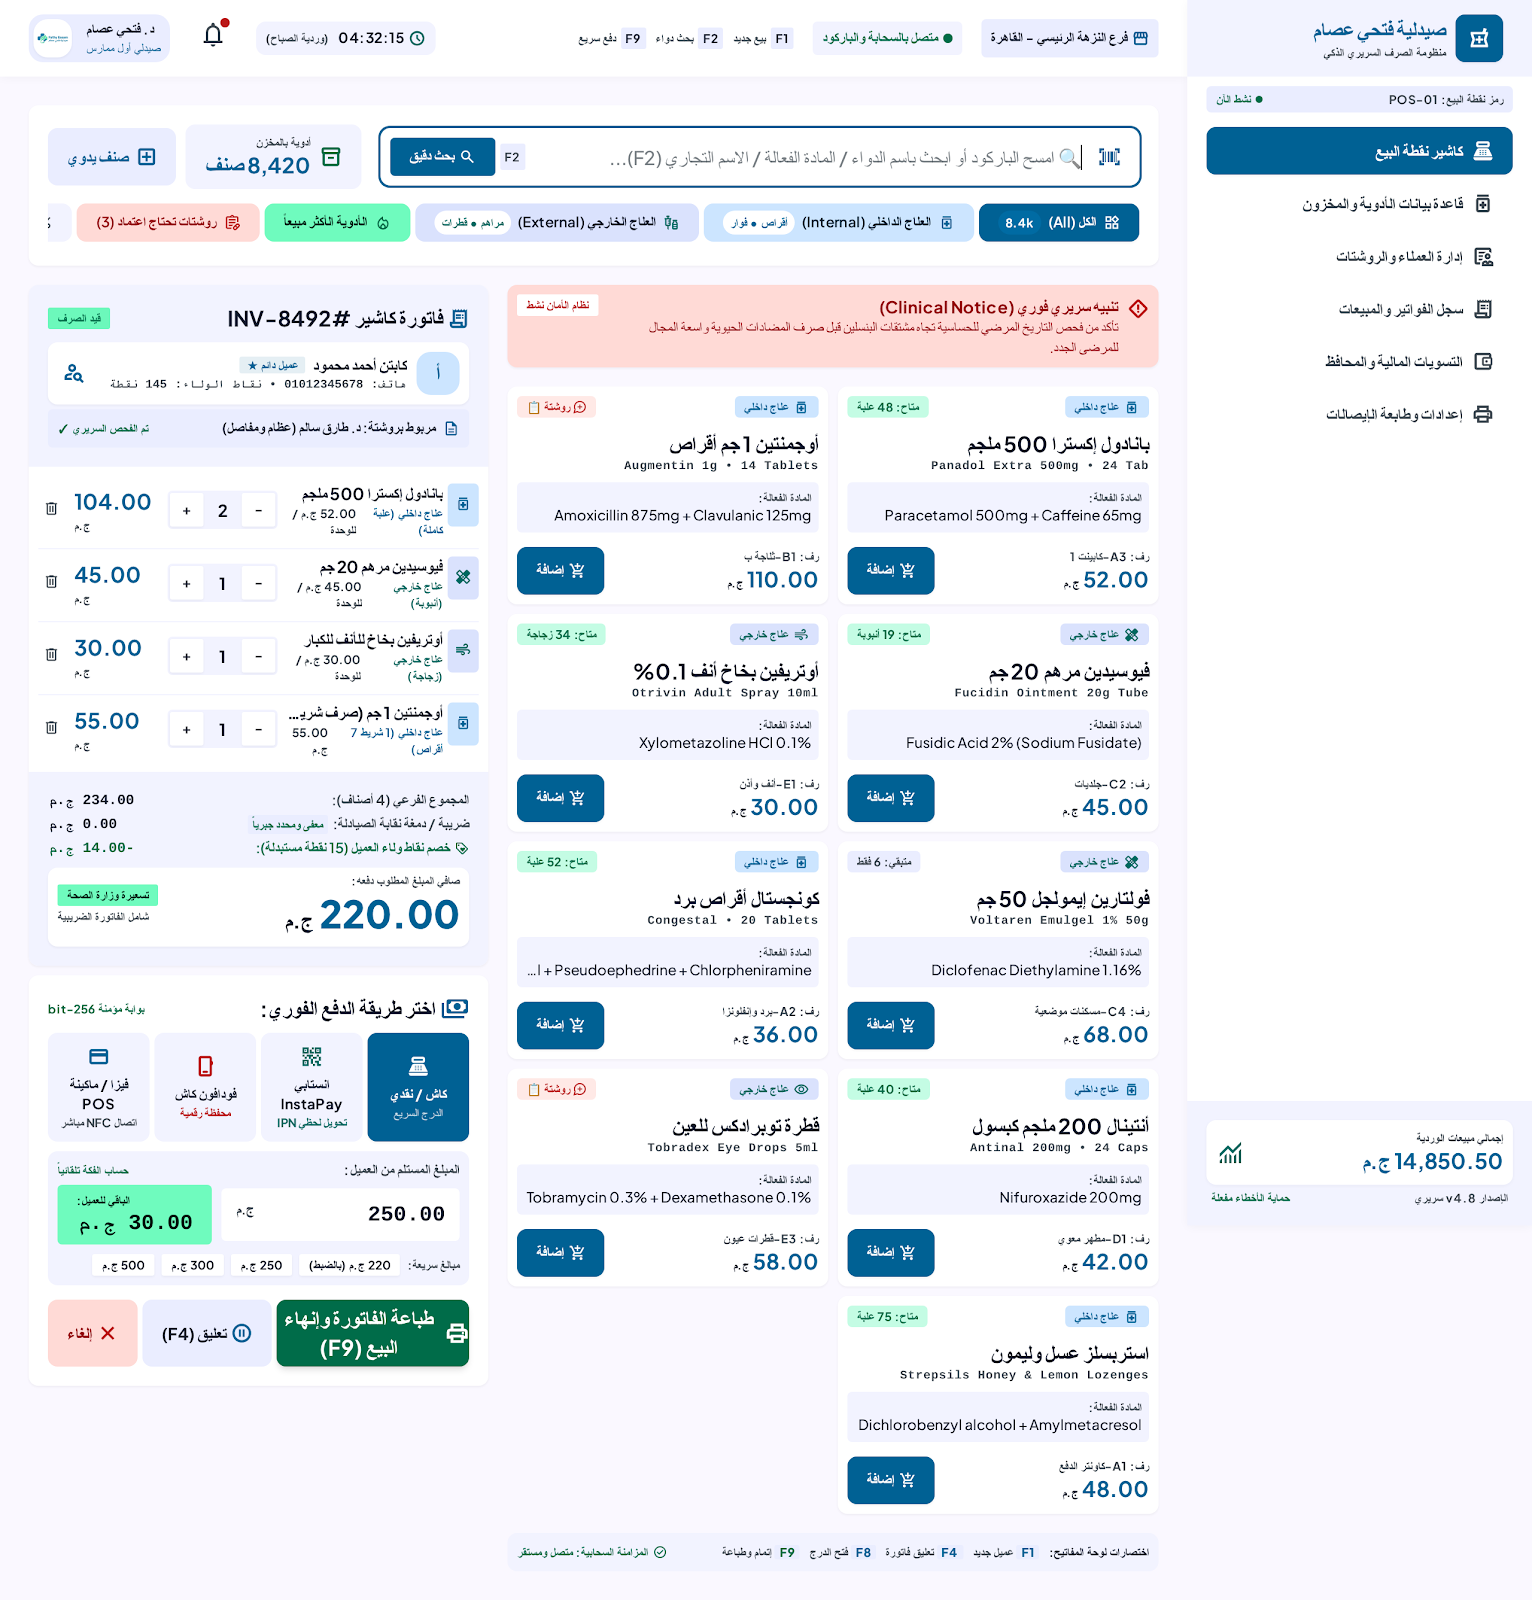 صيدلية فتحي عصام
منظومة الصرف السريري الذكي
رمز نقطة البيع: POS-01
نشط الآن
كاشير نقطة البيع
قاعدة بيانات الأدوية والمخزون
إدارة العملاء والروشتات
سجل الفواتير والمبيعات
التسويات المالية والمحافظ
إعدادات وطابعة الإيصالات
إجمالي مبيعات الوردية
14,850.50 ج.م
الإصدار v4.8 سريري
حماية الأخطاء مفعلة
فرع النزهة الرئيسي - القاهرة
متصل بالسحابة والباركود
F1 بيع جديد F2 بحث دواء F9 دفع سريع
04:32:15 (وردية الصباح)
د. فتحي عصام
صيدلي أول ممارس
🔍 امسح الباركود أو ابحث باسم الدواء / المادة الفعالة / الاسم التجاري (F2)...
F2
بحث دقيق
أدوية بالمخزن
8,420 صنف
صنف يدوي
الكل (All) 8.4k
العلاج الداخلي (Internal) أقراص • فوار
العلاج الخارجي (External) مراهم • قطرات
الأدوية الأكثر مبيعاً
روشتات تحتاج اعتماد (3)
تنبيه سريري فوري (Clinical Notice)
نظام الأمان نشط
تأكد من فحص التاريخ المرضي للحساسية تجاه مشتقات البنسلين قبل صرف المضادات الحيوية واسعة المجال
للمرضى الجدد.
علاج داخلي
متاح: 48 علبة
بانادول إكسترا 500 ملجم
Panadol Extra 500mg • 24 Tab
المادة الفعالة:
Paracetamol 500mg + Caffeine 65mg
رف: A3-كابينت 1
52.00 ج.م
إضافة
علاج داخلي
روشتة 📋
أوجمنتين 1 جم أقراص
Augmentin 1g • 14 Tablets
المادة الفعالة:
Amoxicillin 875mg + Clavulanic 125mg
رف: B1-ثلاجة ب
110.00 ج.م
إضافة
علاج خارجي
متاح: 19 أنبوبة
فيوسيدين مرهم 20 جم
Fucidin Ointment 20g Tube
المادة الفعالة:
Fusidic Acid 2% (Sodium Fusidate)
رف: C2-جلديات
45.00 ج.م
إضافة
علاج خارجي
متاح: 34 زجاجة
أوتريفين بخاخ أنف 0.1%
Otrivin Adult Spray 10ml
المادة الفعالة:
Xylometazoline HCl 0.1%
رف: E1-أنف وأذن
30.00 ج.م
إضافة
علاج خارجي
متبقي: 6 فقط
فولتارين إيمولجل 50 جم
Voltaren Emulgel 1% 50g
المادة الفعالة:
Diclofenac Diethylamine 1.16%
رف: C4-مسكنات موضعية
68.00 ج.م
إضافة
علاج داخلي
متاح: 52 علبة
كونجستال أقراص برد
Congestal • 20 Tablets
المادة الفعالة:
...l + Pseudoephedrine + Chlorpheniramine
رف: A2-برد وإنفلونزا
36.00 ج.م
إضافة
علاج داخلي
متاح: 40 علبة
أنتينال 200 ملجم كبسول
Antinal 200mg • 24 Caps
المادة الفعالة:
Nifuroxazide 200mg
رف: D1-مطهر معوي
42.00 ج.م
إضافة
علاج خارجي
روشتة 📋
قطرة توبرادكس للعين
Tobradex Eye Drops 5ml
المادة الفعالة:
Tobramycin 0.3% + Dexamethasone 0.1%
رف: E3-قطرات عيون
58.00 ج.م
إضافة
علاج داخلي
متاح: 75 علبة
استربسلز عسل وليمون
Strepsils Honey & Lemon Lozenges
المادة الفعالة:
Dichlorobenzyl alcohol + Amylmetacresol
رف: A1-كاونتر الدفع
48.00 ج.م
إضافة
اختصارات لوحة المفاتيح: F1 عميل جديد F4 تعليق فاتورة F8 فتح الدرج F9 إتمام وطباعة
المزامنة السحابية: متصل ومستقر
فاتورة كاشير #INV-8492
قيد الصرف
أ
كابتن أحمد محمود
عميل دائم ★
هاتف: 01012345678 • نقاط الولاء: 145 نقطة
مربوط بروشتة: د. طارق سالم (عظام ومفاصل)
تم الفحص السريري ✓
بانادول إكسترا 500 ملجم
علاج داخلي (علبة كاملة)
52.00 ج.م / للوحدة
- 2 +
104.00 ج.م
فيوسيدين مرهم 20 جم
علاج خارجي (أنبوبة)
45.00 ج.م / للوحدة
- 1 +
45.00 ج.م
أوتريفين بخاخ للأنف للكبار
علاج خارجي (زجاجة)
30.00 ج.م / للوحدة
- 1 +
30.00 ج.م
أوجمنتين 1 جم (صرف شري...
علاج داخلي (1 شريط 7 أقراص)
55.00 ج.م
- 1 +
55.00 ج.م
المجموع الفرعي (4 أصناف):
234.00 ج.م
ضريبة / دمغة نقابة الصيادلة: معفى ومحدد جبرياً
0.00 ج.م
خصم نقاط ولاء العميل (15 نقطة مستبدلة):
-14.00 ج.م
صافي المبلغ المطلوب دفعه:
220.00 ج.م
تسعيرة وزارة الصحة
شامل الفاتورة الضريبية
اختر طريقة الدفع الفوري:
بوابة مؤمنة 256-bit
كاش / نقدي
الدرج السريع
انستابي InstaPay
تحويل لحظي IPN
فودافون كاش
محفظة رقمية
فيزا / ماكينة POS
اتصال NFC مباشر
المبلغ المستلم من العميل:
حساب الفكة تلقائياً
250.00 ج.م
الباقي للعميل:
30.00 ج.م
مبالغ سريعة: 220 ج.م (بالضبط) 250 ج.م 300 ج.م 500 ج.م
طباعة الفاتورة وإنهاء
البيع (F9)
تعليق (F4)
إلغاء